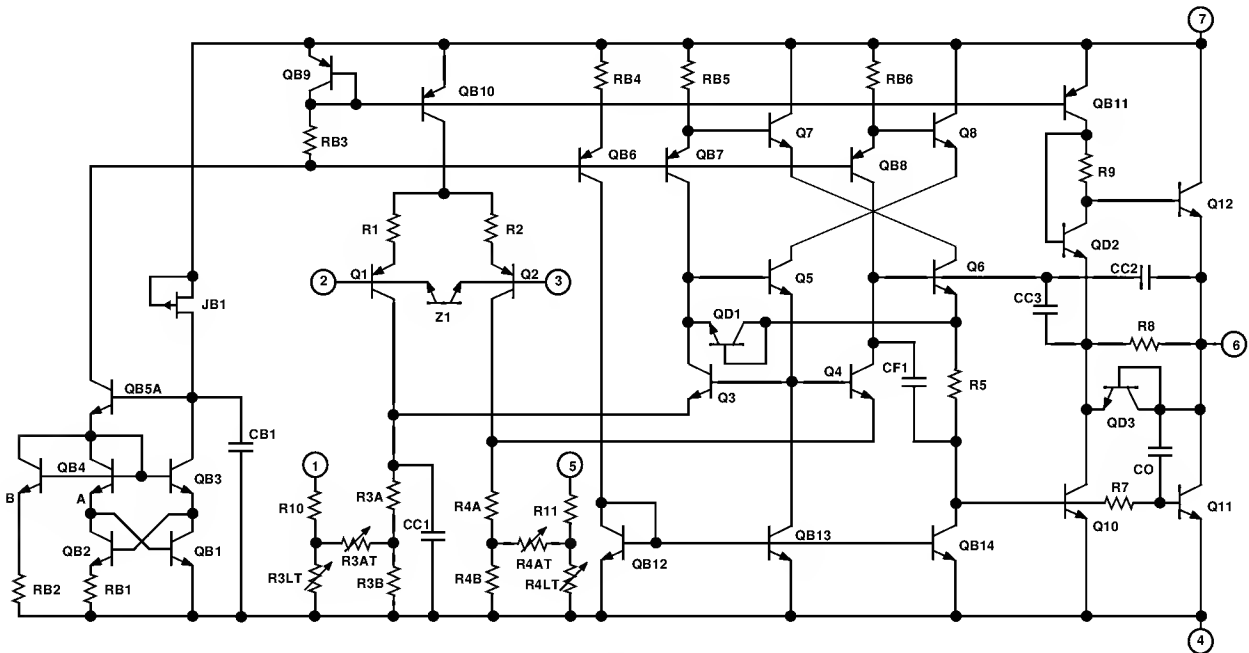 7
QB9
QB10
RB4
RB5
RB6
QB11
Q7
Q8
RB3
QB6
QB7
QB8
R9
Q12
R1
R2
QD2
2
Q1
Q2
3
Q5
Q6
CC2
Z1
JB1
CC3
QD1
R8
6
QB5A
Q3
Q4
CF1
R5
QD3
CB1
1
5
CO
QB4
QB3
B
A
R10
R3A
R4A
R11
R7
Q10
Q11
CC1
QB2
QB1
R3AT
R4AT
QB12
QB13
QB14
RB2
RB1
R3LT
R3B
R4B
R4LT
4